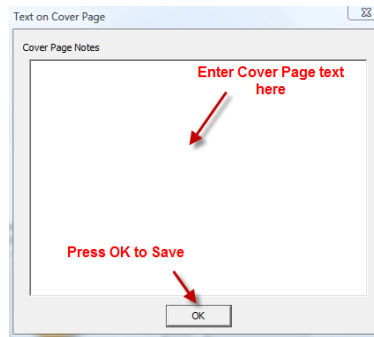 Text on Cover Page
Cover Page Notes
Enter Cover Page text
here
Press OK to Save
OK